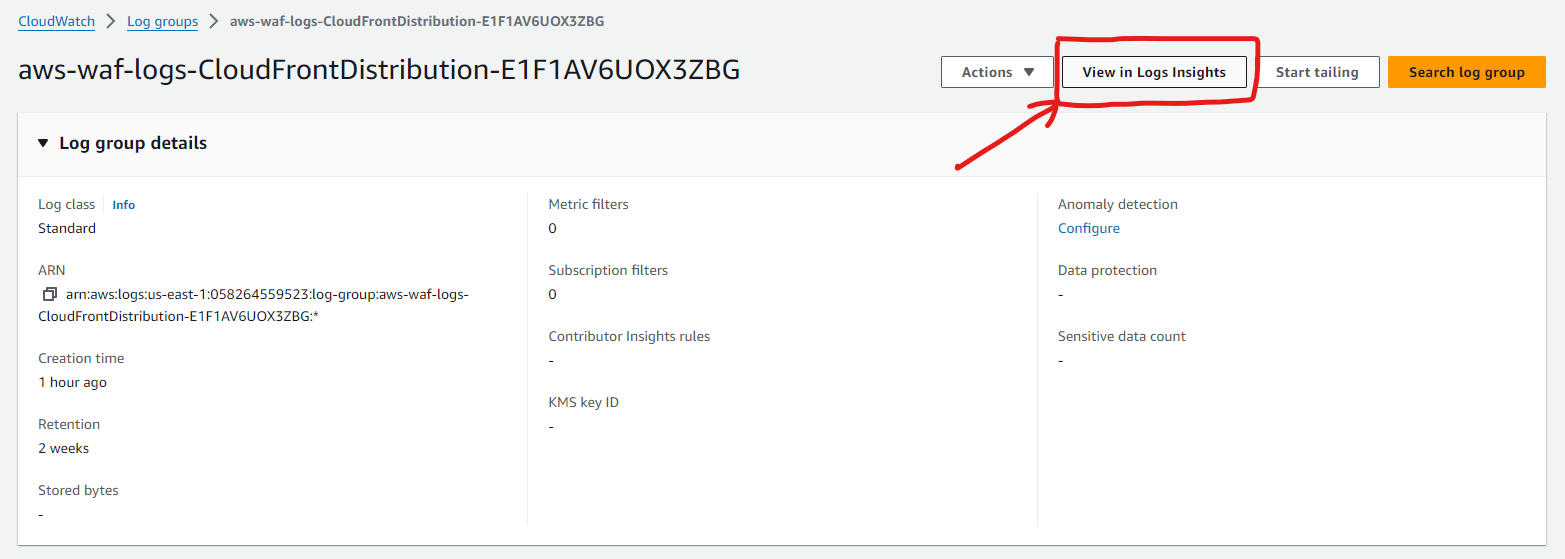 CloudWatch > Log groups > aws-waf-logs-CloudFrontDistribution-E1F1AV6UOX3ZBG
aws-waf-logs-CloudFrontDistribution-E1F1AV6UOX3ZBG
Actions ▼ View in Logs Insights Start tailing Search log group
▼ Log group details
Log class Info
Standard
ARN
arn:aws:logs:us-east-1:058264559523:log-group:aws-waf-logs-
CloudFrontDistribution-E1F1AV6UOX3ZBG:*
Creation time
1 hour ago
Retention
2 weeks
Stored bytes
-
Metric filters
0
Subscription filters
0
Contributor Insights rules
-
KMS key ID
-
Anomaly detection
Configure
Data protection
-
Sensitive data count
-